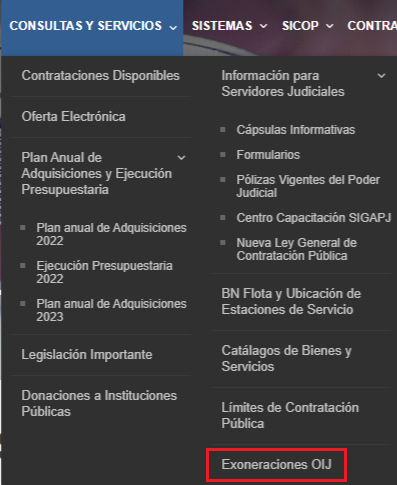 CONSULTAS Y SERVICIOS
SISTEMAS
SICOP
CONTRA
Contrataciones Disponibles
Oferta Electrónica
Plan Anual de
Adquisiciones y Ejecución
Presupuestaria
Plan anual de Adquisiciones
2022
Ejecución Presupuestaria
2022
Plan anual de Adquisiciones
2023
Legislación Importante
Donaciones a Instituciones
Públicas
Información para
Servidores Judiciales
Cápsulas Informativas
Formularios
Pólizas Vigentes del Poder
Judicial
Centro Capacitación SIGAPJ
Nueva Ley General de
Contratación Pública
BN Flota y Ubicación de
Estaciones de Servicio
Catálagos de Bienes y
Servicios
Límites de Contratación
Pública
Exoneraciones OIJ